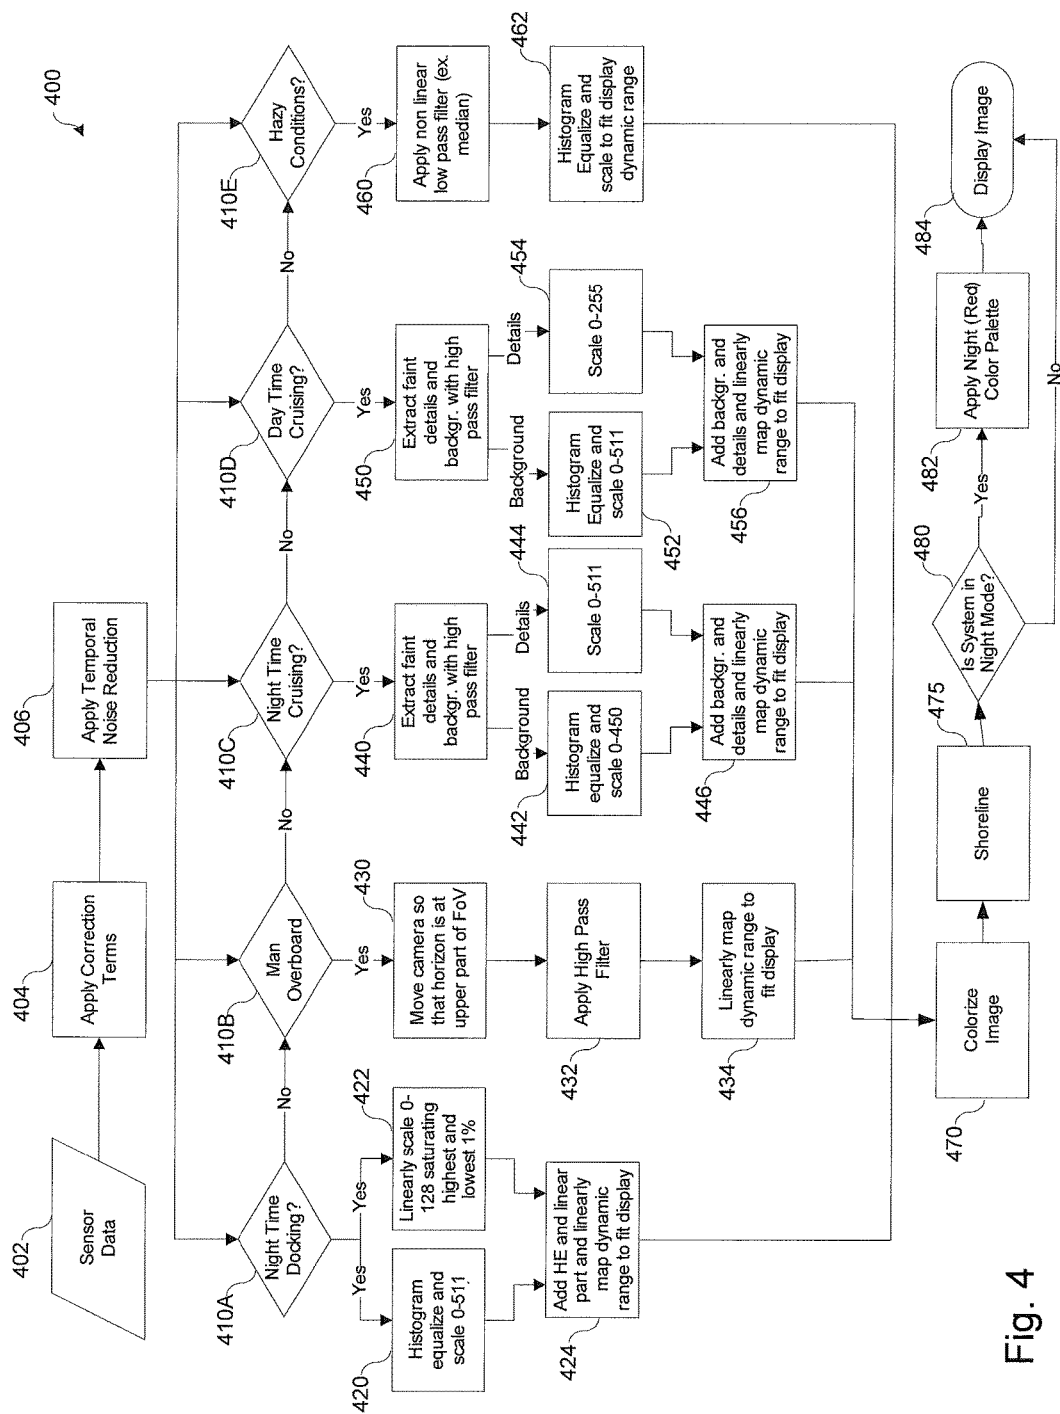 400
402
Sensor
Data
404
Apply Correction
Terms
406
Apply Temporal
Noise Reduction
410A
Night Time
Docking?
No
410B
Man
Overboard
No
410C
Night Time
Cruising?
No
410D
Day Time
Cruising?
No
410E
Hazy
Conditions?
Yes
Yes
420
Histogram
equalize and
scale 0-511
422
Linearly scale 0-
128 saturating
highest and
lowest 1%
424
Add HE and linear
part and linearly
map dynamic
range to fit display
Yes
430
Move camera so
that horizon is at
upper part of FoV
432
Apply High Pass
Filter
434
Linearly map
dynamic range to
fit display
Yes
440
Extract faint
details and
backgr. with high
pass filter
Background
Details
442
Histogram
equalize and
scale 0-450
444
Scale 0-511
446
Add backgr. and
details and linearly
map dynamic
range to fit display
Yes
450
Extract faint
details and
backgr. with high
pass filter
Background
Details
452
Histogram
Equalize and
scale 0-511
454
Scale 0-255
456
Add backgr. and
details and linearly
map dynamic
range to fit display
Yes
460
Apply non linear
low pass filter (ex.
median)
462
Histogram
Equalize and
scale to fit display
dynamic range
470
Colorize
Image
475
Shoreline
480
Is System in
Night Mode?
Yes
No
482
Apply Night (Red)
Color Palette
484
Display Image
Fig. 4